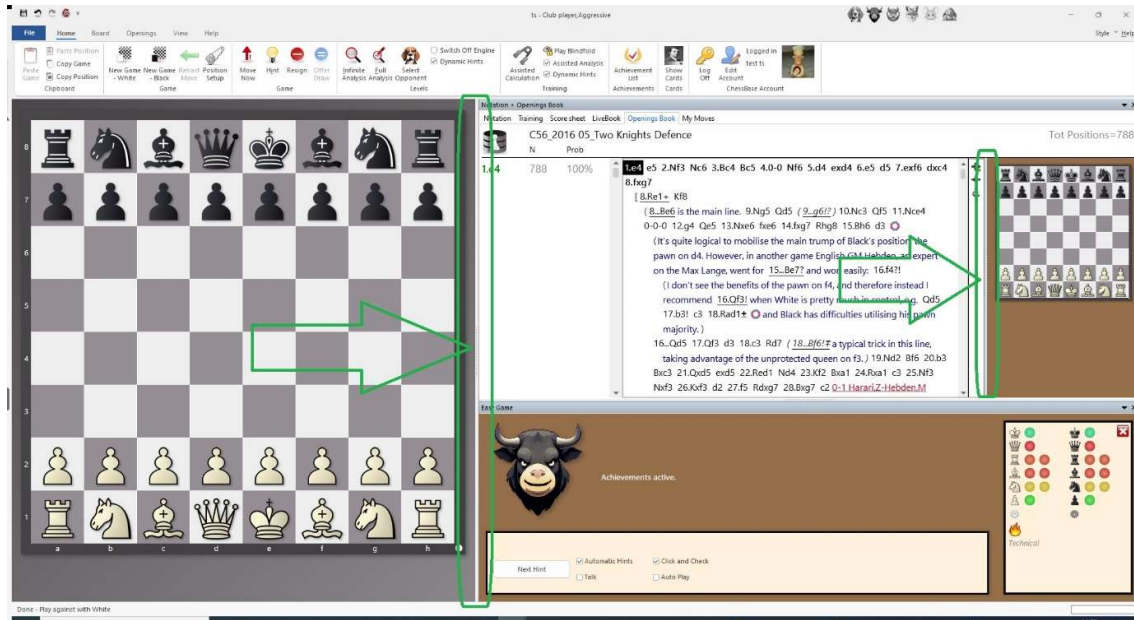 ts - Club player,Aggressive
Style
Help
File Home Board Openings View Help
Paste Game
Paste Position
Copy Game
Copy Position
Clipboard
New Game - White
New Game - Black
Retract Move
Position Setup
Game
Move Now
Hint
Resign
Offer Draw
Game
Infinite Analysis
Full Analysis
Select Opponent
Switch Off Engine
Dynamic Hints
Levels
Assisted Calculation
Play Blindfold
Assisted Analysis
Dynamic Hints
Training
Achievement List
Achievements
Show Cards
Cards
Log Off
Edit Account
Logged in
test ts
ChessBase Account
Notation + Openings Book
Notation Training Score sheet LiveBook Openings Book My Moves
C56_2016 05_Two Knights Defence
Tot Positions=788
N Prob
1.e4 788 100%
1.e4 e5 2.Nf3 Nc6 3.Bc4 Bc5 4.0-0 Nf6 5.d4 exd4 6.e5 d5 7.exf6 dxc4
8.fxg7
[ 8.Re1+ Kf8
( 8...Be6 is the main line. 9.Ng5 Qd5 ( 9...g6!? ) 10.Nc3 Qf5 11.Nce4
0-0-0 12.g4 Qe5 13.Nxe6 fxe6 14.fxg7 Rhg8 15.Bh6 d3
(It's quite logical to mobilise the main trump of Black's position, the
pawn on d4. However, in another game English GM Hebden, an expert
on the Max Lange, went for 15...Be7? and won easily: 16.f4?!
(I don't see the benefits of the pawn on f4, and therefore instead I
recommend 16.Qf3! when White is pretty much in control, e.g. Qd5
17.b3! c3 18.Rad1± and Black has difficulties utilising his pawn
majority. )
16...Qd5 17.Qf3 d3 18.c3 Rd7 ( 18...Bf6!∓ a typical trick in this line,
taking advantage of the unprotected queen on f3. ) 19.Nd2 Bf6 20.b3
Bxc3 21.Qxd5 exd5 22.Red1 Nd4 23.Kf2 Bxa1 24.Rxa1 c3 25.Nf3
Nxf3 26.Kxf3 d2 27.f5 Rdxg7 28.Bxg7 c2 0-1 Harari,Z-Hebden,M
8
7
6
5
4
3
2
1
a b c d e f g h
Easy Game
Achievements active.
Next Hint
Automatic Hints
Click and Check
Talk
Auto Play
Technical
Done - Play against with White